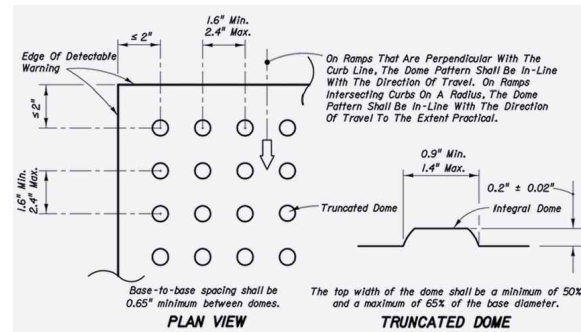 ≤ 2"
1.6" Min.
2.4" Max.
Edge Of Detectable
Warning
On Ramps That Are Perpendicular With The
Curb Line, The Dome Pattern Shall Be In-Line
With The Direction Of Travel. On Ramps
Intersecting Curbs On A Radius, The Dome
Pattern Shall Be In-Line With The Direction
Of Travel To The Extent Practical.
≤2"
1.6" Min.
2.4" Max.
0.9" Min.
1.4" Max.
0.2" ± 0.02"
Truncated Dome
Integral Dome
Base-to-base spacing shall be
0.65" minimum between domes.
The top width of the dome shall be a minimum of 50%
and a maximum of 65% of the base diameter.
PLAN VIEW
TRUNCATED DOME